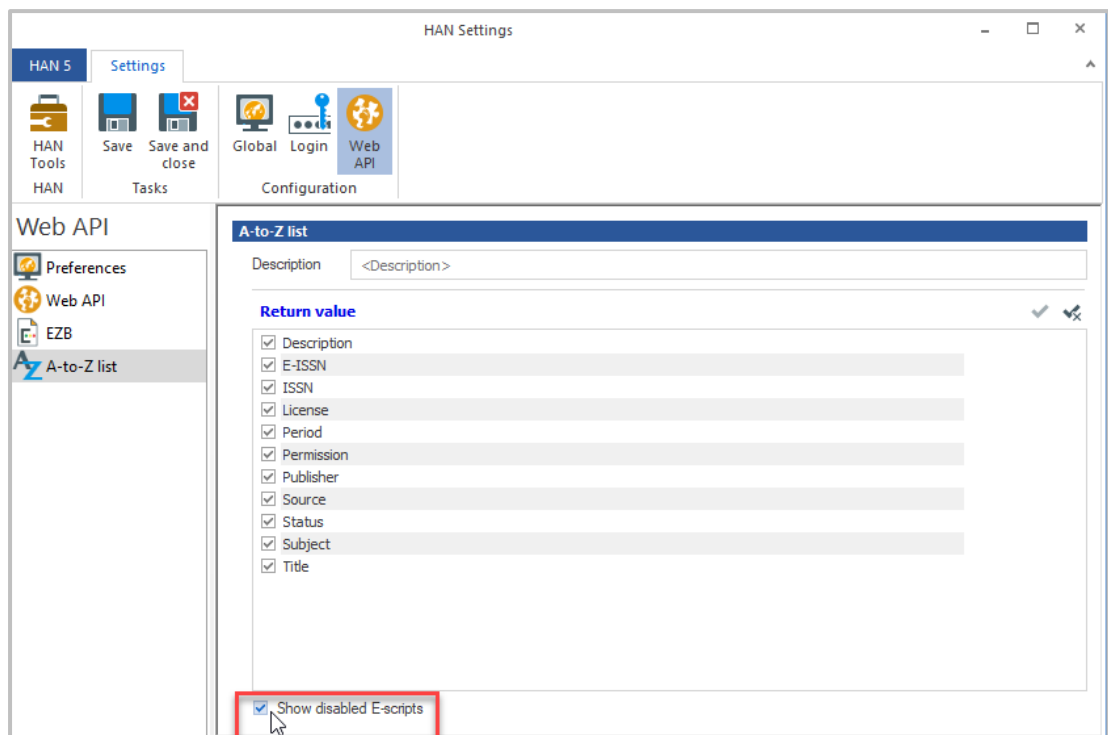 HAN Settings
HAN 5 Settings
HAN Tools Save Save and close Global Login Web API
HAN Tasks Configuration
Web API
Preferences
Web API
EZB
A-to-Z list
A-to-Z list
Description <Description>
Return value
Description
E-ISSN
ISSN
License
Period
Permission
Publisher
Source
Status
Subject
Title
Show disabled E-scripts